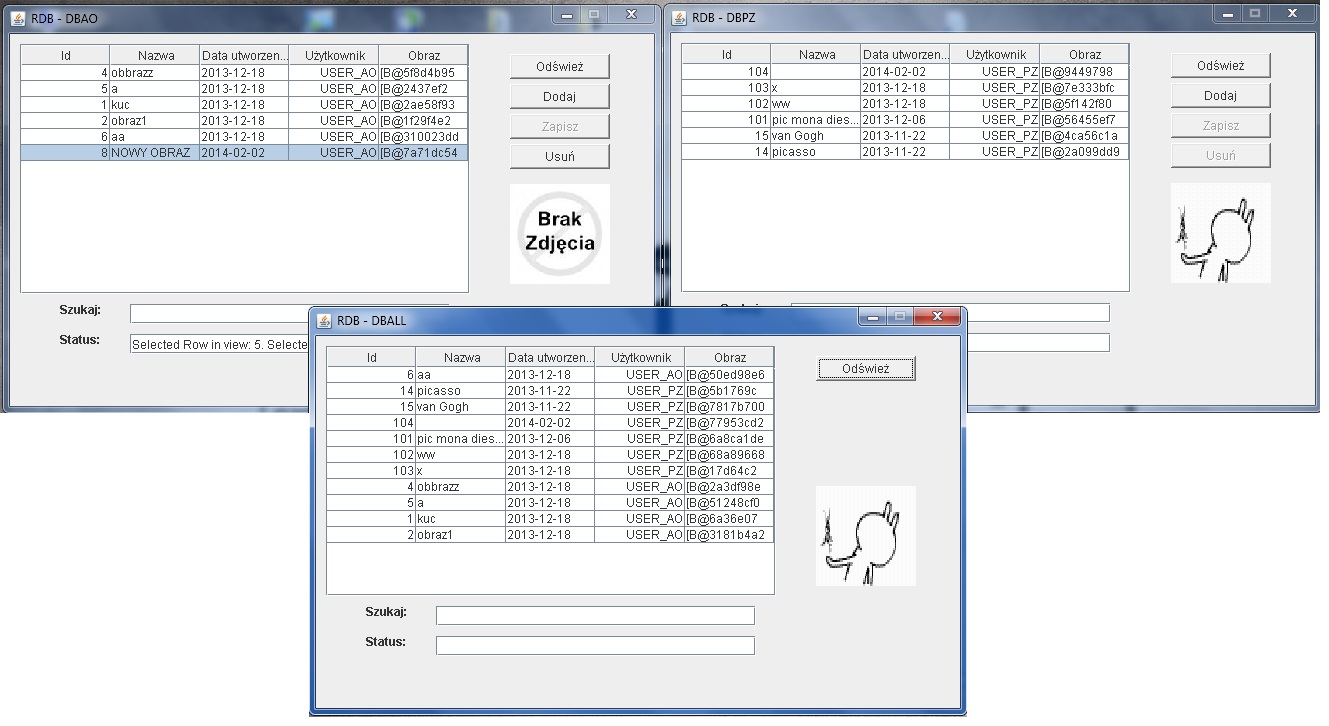 RDB - DBAO
Id Nazwa Data utworzen... Użytkownik Obraz
4 obbrazz 2013-12-18 USER_AO [B@5f8d4b95
5 a 2013-12-18 USER_AO [B@2437ef2
1 kuc 2013-12-18 USER_AO [B@2ae58f93
2 obraz1 2013-12-18 USER_AO [B@1f29f4e2
6 aa 2013-12-18 USER_AO [B@310023dd
8 NOWY OBRAZ 2014-02-02 USER_AO [B@7a71dc54
Odśwież
Dodaj
Zapisz
Usuń
Brak
Zdjęcia
Szukaj:
Status: Selected Row in view: 5. Selecte
RDB - DBPZ
Id Nazwa Data utworzen... Użytkownik Obraz
104 2014-02-02 USER_PZ [B@9449798
103 x 2013-12-18 USER_PZ [B@7e333bfc
102 ww 2013-12-18 USER_PZ [B@5f142f80
101 pic mona dies... 2013-12-06 USER_PZ [B@56455ef7
15 van Gogh 2013-11-22 USER_PZ [B@4ca56c1a
14 picasso 2013-11-22 USER_PZ [B@2a099dd9
Odśwież
Dodaj
Zapisz
Usuń
RDB - DBALL
Id Nazwa Data utworzen... Użytkownik Obraz
6 aa 2013-12-18 USER_AO [B@50ed98e6
14 picasso 2013-11-22 USER_PZ [B@5b1769c
15 van Gogh 2013-11-22 USER_PZ [B@7817b700
104 2014-02-02 USER_PZ [B@77953cd2
101 pic mona dies... 2013-12-06 USER_PZ [B@6a8ca1de
102 ww 2013-12-18 USER_PZ [B@68a89668
103 x 2013-12-18 USER_PZ [B@17d64c2
4 obbrazz 2013-12-18 USER_AO [B@2a3df98e
5 a 2013-12-18 USER_AO [B@51248cf0
1 kuc 2013-12-18 USER_AO [B@6a36e07
2 obraz1 2013-12-18 USER_AO [B@3181b4a2
Odśwież
Szukaj:
Status: